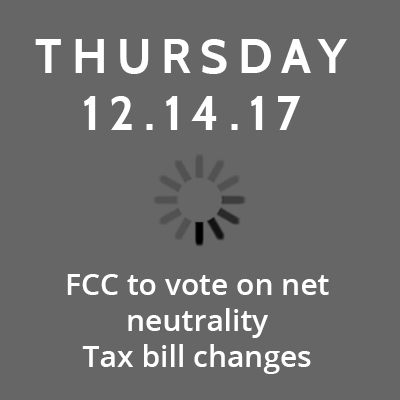 THURSDAY
12.14.17
FCC to vote on net
neutrality
Tax bill changes